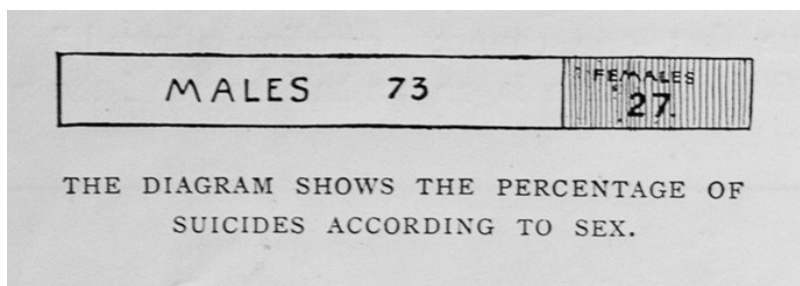 MALES 73
FEMALES
27.
THE DIAGRAM SHOWS THE PERCENTAGE OF
SUICIDES ACCORDING TO SEX.